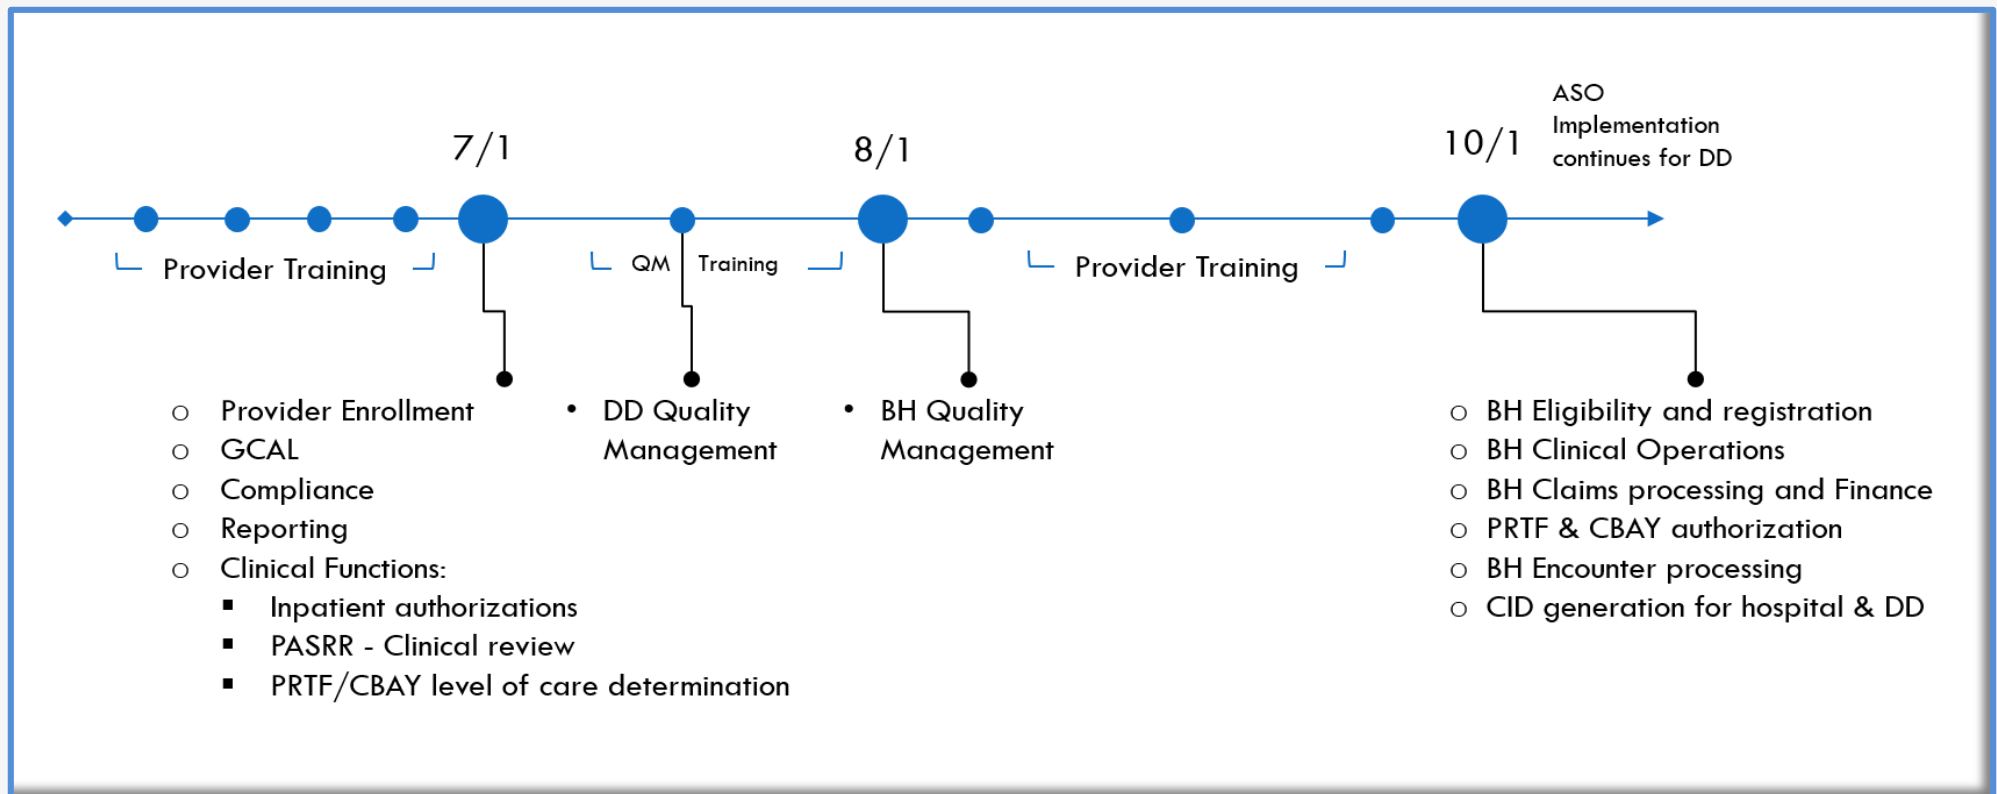 ASO
Implementation
continues for DD
7/1
8/1
10/1
Provider Training
QM Training
Provider Training
o Provider Enrollment
o GCAL
o Compliance
o Reporting
o Clinical Functions:
▪ Inpatient authorizations
▪ PASRR - Clinical review
▪ PRTF/CBAY level of care determination
• DD Quality
Management
• BH Quality
Management
o BH Eligibility and registration
o BH Clinical Operations
o BH Claims processing and Finance
o PRTF & CBAY authorization
o BH Encounter processing
o CID generation for hospital & DD